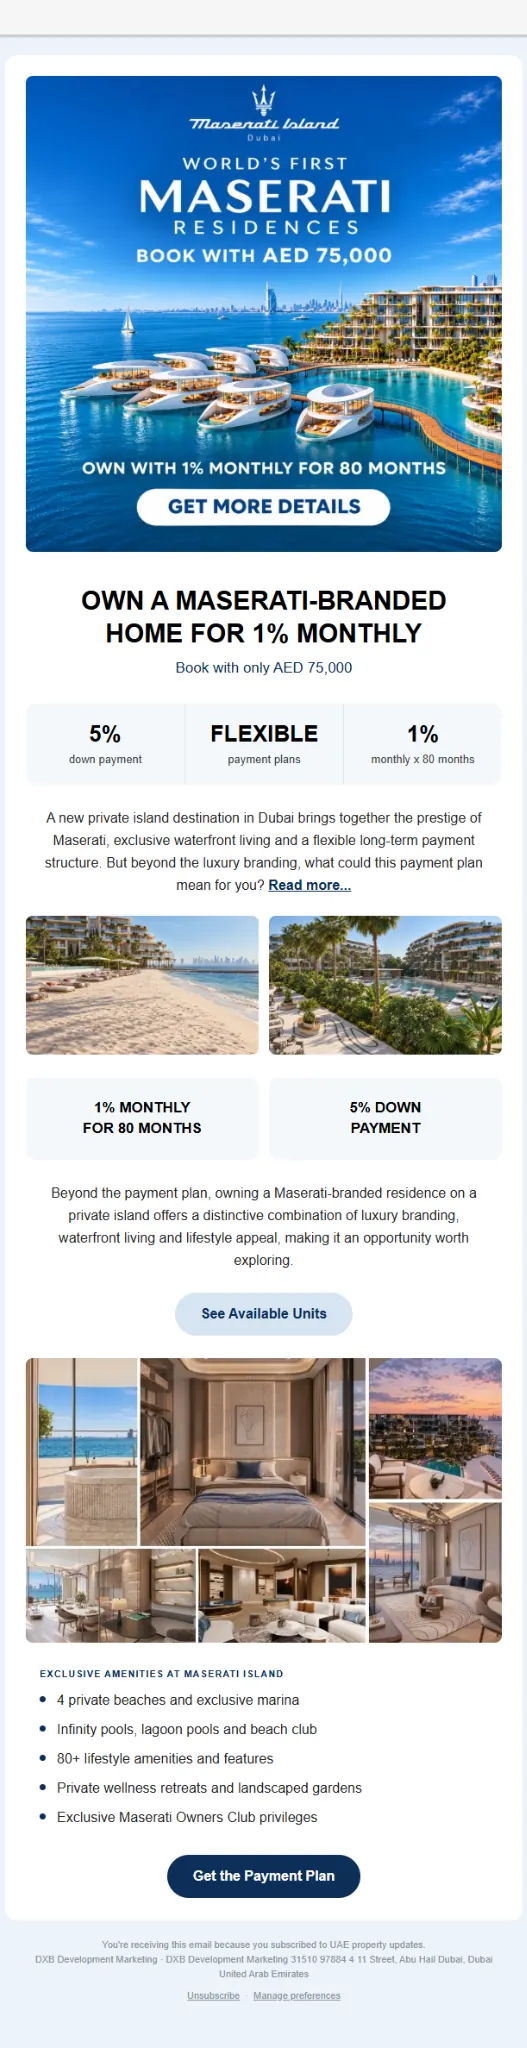 Maserati Island
Dubai
WORLD'S FIRST
MASERATI
RESIDENCES
BOOK WITH AED 75,000
OWN WITH 1% MONTHLY FOR 80 MONTHS
GET MORE DETAILS
OWN A MASERATI-BRANDED
HOME FOR 1% MONTHLY
Book with only AED 75,000
5%
down payment
FLEXIBLE
payment plans
1%
monthly x 80 months
A new private island destination in Dubai brings together the prestige of
Maserati, exclusive waterfront living and a flexible long-term payment
structure. But beyond the luxury branding, what could this payment plan
mean for you? Read more...
1% MONTHLY
FOR 80 MONTHS
5% DOWN
PAYMENT
Beyond the payment plan, owning a Maserati-branded residence on a
private island offers a distinctive combination of luxury branding,
waterfront living and lifestyle appeal, making it an opportunity worth
exploring.
See Available Units
EXCLUSIVE AMENITIES AT MASERATI ISLAND
• 4 private beaches and exclusive marina
• Infinity pools, lagoon pools and beach club
• 80+ lifestyle amenities and features
• Private wellness retreats and landscaped gardens
• Exclusive Maserati Owners Club privileges
Get the Payment Plan
You're receiving this email because you subscribed to UAE property updates.
DXB Development Marketing · DXB Development Marketing 31510 97884 4 11 Street, Abu Hail Dubai, Dubai
United Arab Emirates
Unsubscribe · Manage preferences